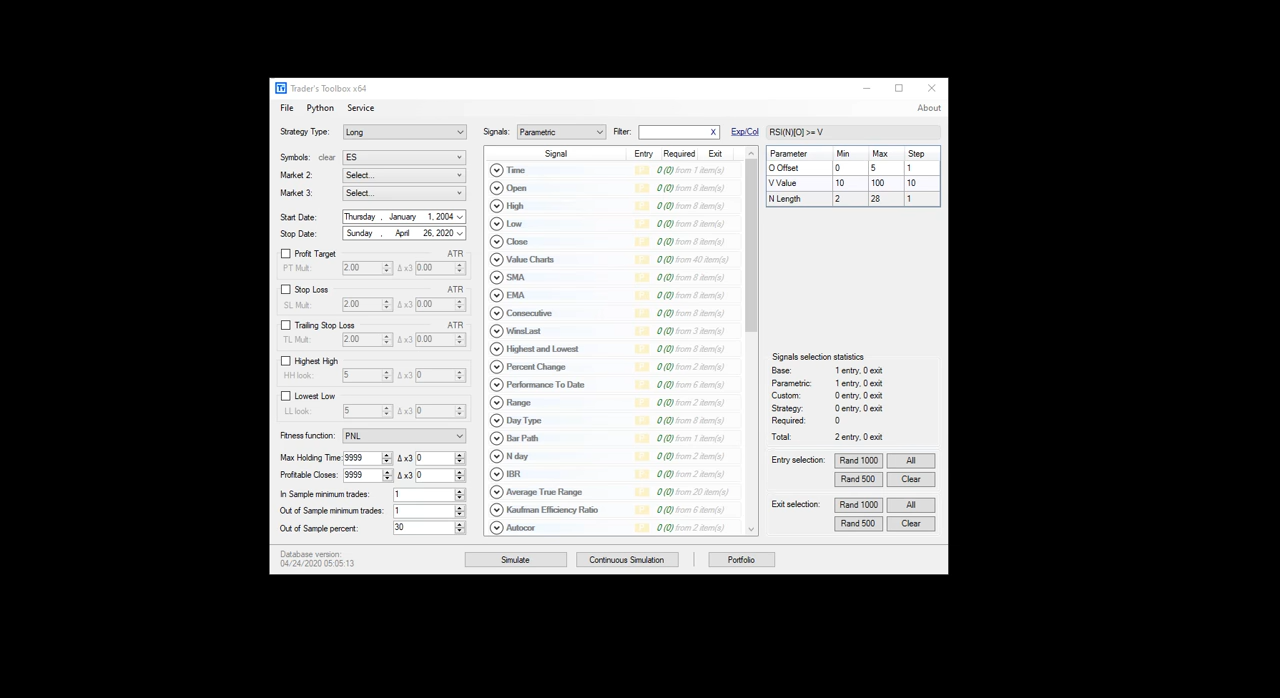 Trader's Toolbox x64
File Python Service About
Strategy Type: Long
Symbols: clear ES
Market 2: Select...
Market 3: Select...
Start Date: Thursday , January 1, 2004
Stop Date: Sunday , April 26, 2020
Profit Target ATR
PT Mult: 2.00 Δ x3 0.00
Stop Loss ATR
SL Mult: 2.00 Δ x3 0.00
Trailing Stop Loss ATR
TL Mult: 2.00 Δ x3 0.00
Highest High
HH look: 5 Δ x3 0
Lowest Low
LL look: 5 Δ x3 0
Fitness function: PNL
Max Holding Time: 9999 Δ x3 0
Profitable Closes: 9999 Δ x3 0
In Sample minimum trades: 1
Out of Sample minimum trades: 1
Out of Sample percent: 30
Signals: Parametric Filter: X Exp/Col
Signal Entry Required Exit
Time 0 (0) from 1 item(s)
Open 0 (0) from 8 item(s)
High 0 (0) from 8 item(s)
Low 0 (0) from 8 item(s)
Close 0 (0) from 8 item(s)
Value Charts 0 (0) from 40 item(s)
SMA 0 (0) from 8 item(s)
EMA 0 (0) from 8 item(s)
Consecutive 0 (0) from 8 item(s)
WinsLast 0 (0) from 3 item(s)
Highest and Lowest 0 (0) from 8 item(s)
Percent Change 0 (0) from 2 item(s)
Performance To Date 0 (0) from 6 item(s)
Range 0 (0) from 2 item(s)
Day Type 0 (0) from 8 item(s)
Bar Path 0 (0) from 1 item(s)
N day 0 (0) from 2 item(s)
IBR 0 (0) from 2 item(s)
Average True Range 0 (0) from 20 item(s)
Kaufman Efficiency Ratio 0 (0) from 6 item(s)
Autocor 0 (0) from 2 item(s)
RSI(N)[O] >= V
Parameter Min Max Step
O Offset 0 5 1
V Value 10 100 10
N Length 2 28 1
Signals selection statistics
Base: 1 entry, 0 exit
Parametric: 1 entry, 0 exit
Custom: 0 entry, 0 exit
Strategy: 0 entry, 0 exit
Required: 0
Total: 2 entry, 0 exit
Entry selection: Rand 1000 All
Rand 500 Clear
Exit selection: Rand 1000 All
Rand 500 Clear
Database version:
04/24/2020 05:05:13
Simulate Continuous Simulation Portfolio